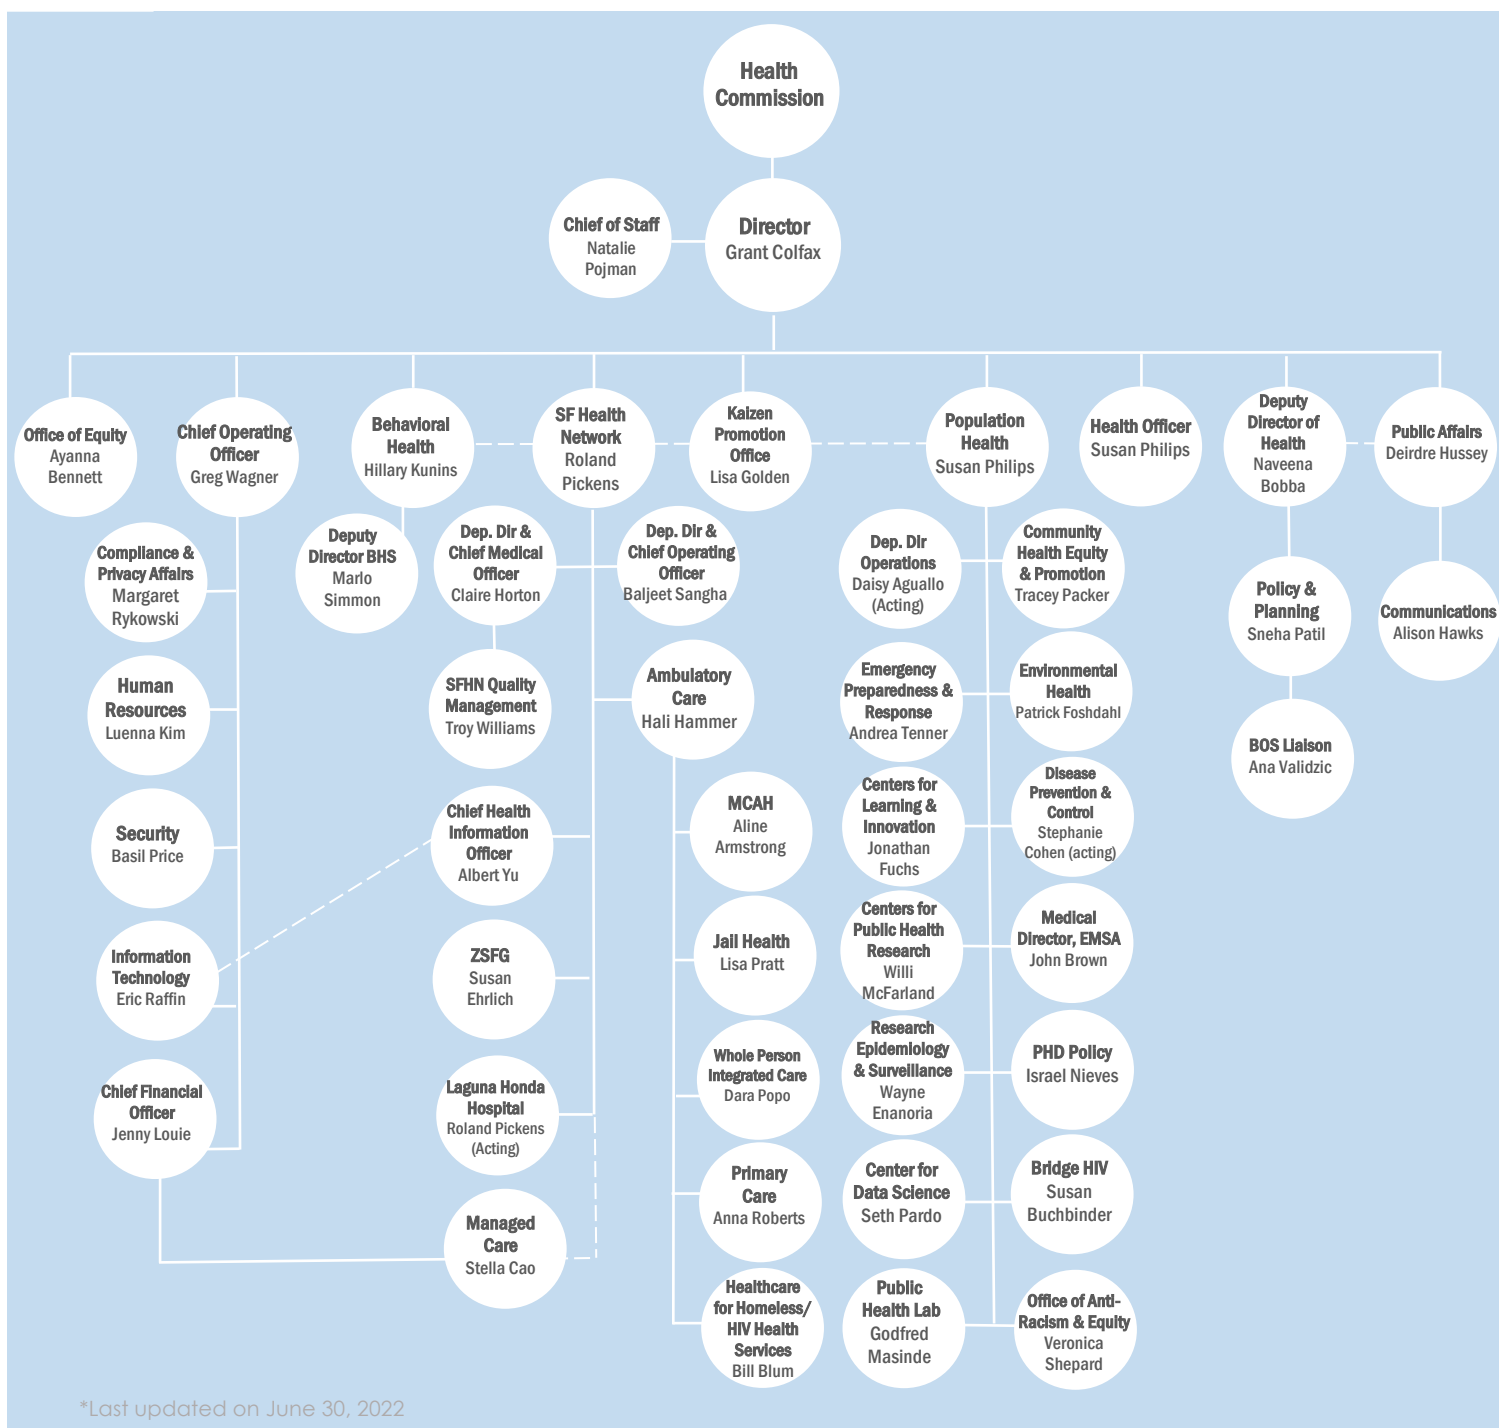 Health
Commission
Chief of Staff
Natalie
Pojman
Director
Grant Colfax
Office of Equity
Ayanna
Bennett
Chief Operating
Officer
Greg Wagner
Behavioral
Health
Hillary Kunins
SF Health
Network
Roland
Pickens
Kaizen
Promotion
Office
Lisa Golden
Population
Health
Susan Philips
Health Officer
Susan Philips
Deputy
Director of
Health
Naveena
Bobba
Public Affairs
Deirdre Hussey
Compliance &
Privacy Affairs
Margaret
Rykowski
Deputy
Director BHS
Marlo
Simmon
Dep. Dir &
Chief Medical
Officer
Claire Horton
Dep. Dir &
Chief Operating
Officer
Baljeet Sangha
Dep. Dir
Operations
Daisy Aguallo
(Acting)
Community
Health Equity
& Promotion
Tracey Packer
Policy &
Planning
Sneha Patil
Communications
Alison Hawks
Human
Resources
Luenna Kim
SFHN Quality
Management
Troy Williams
Ambulatory
Care
Hali Hammer
Emergency
Preparedness &
Response
Andrea Tenner
Environmental
Health
Patrick Foshdahl
BOS Liaison
Ana Validzic
Security
Basil Price
Chief Health
Information
Officer
Albert Yu
MCAH
Aline
Armstrong
Centers for
Learning &
Innovation
Jonathan
Fuchs
Disease
Prevention &
Control
Stephanie
Cohen (acting)
Information
Technology
Eric Raffin
ZSFG
Susan
Ehrlich
Jail Health
Lisa Pratt
Centers for
Public Health
Research
Willi
McFarland
Medical
Director, EMSA
John Brown
Chief Financial
Officer
Jenny Louie
Laguna Honda
Hospital
Roland Pickens
(Acting)
Whole Person
Integrated Care
Dara Popo
Research
Epidemiology
& Surveillance
Wayne
Enanoria
PHD Policy
Israel Nieves
Managed
Care
Stella Cao
Primary
Care
Anna Roberts
Center for
Data Science
Seth Pardo
Bridge HIV
Susan
Buchbinder
Healthcare
for Homeless/
HIV Health
Services
Bill Blum
Public
Health Lab
Godfred
Masinde
Office of Anti-
Racism & Equity
Veronica
Shepard
*Last updated on June 30, 2022